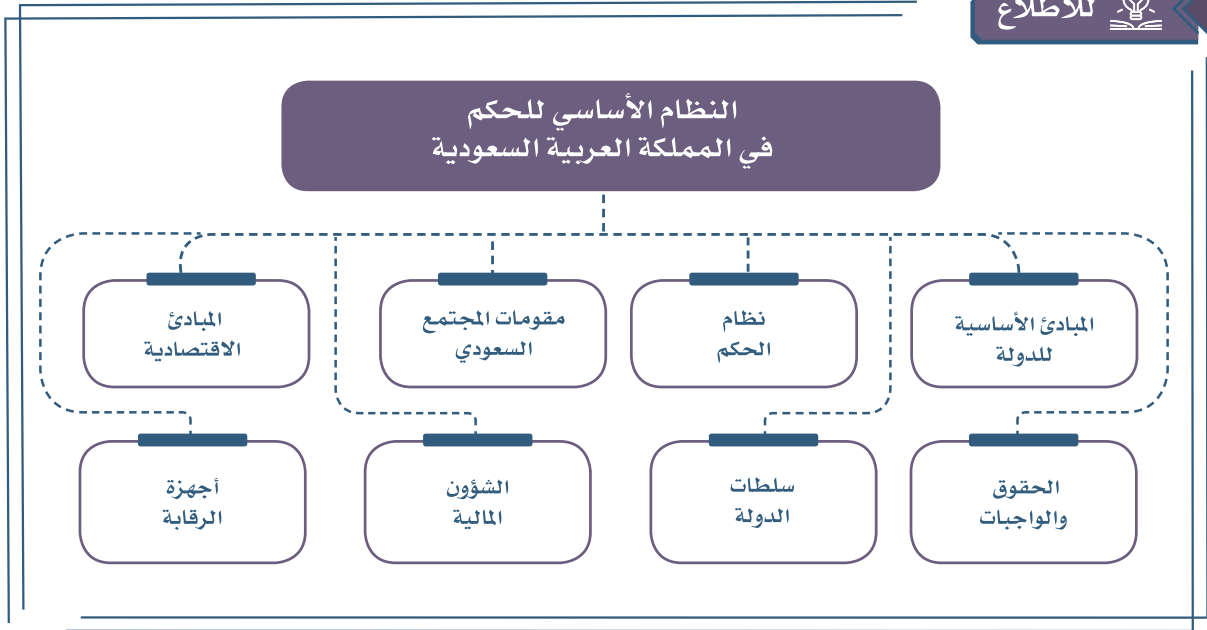 للاطلاع
النظام الأساسي للحكم
في المملكة العربية السعودية
المبادئ الأساسية
للدولة
نظام
الحكم
مقومات المجتمع
السعودي
المبادئ
الاقتصادية
الحقوق
والواجبات
سلطات
الدولة
الشؤون
المالية
أجهزة
الرقابة